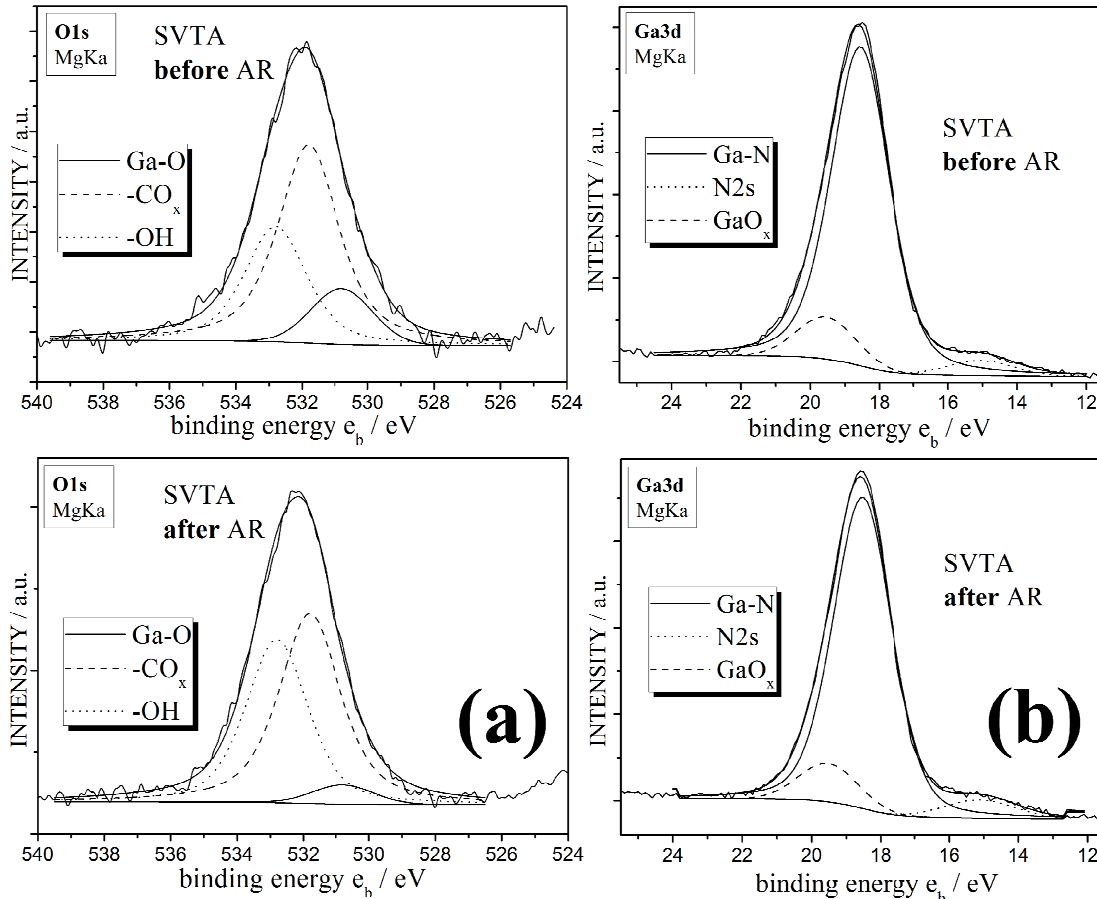 O1s
MgKa
SVTA
before AR
Ga-O
-COx
-OH
INTENSITY / a.u.
540 538 536 534 532 530 528 526 524
binding energy eb / eV
Ga3d
MgKa
SVTA
before AR
Ga-N
N2s
GaOx
INTENSITY / a.u.
22 20 18 16 14 12
binding energy eb / eV
O1s
MgKa
SVTA
after AR
Ga-O
-COx
-OH
(a)
INTENSITY / a.u.
540 538 536 534 532 530 528 526 524
binding energy eb / eV
Ga3d
MgKa
SVTA
after AR
Ga-N
N2s
GaOx
(b)
INTENSITY / a.u.
24 22 20 18 16 14 12
binding energy eb / eV